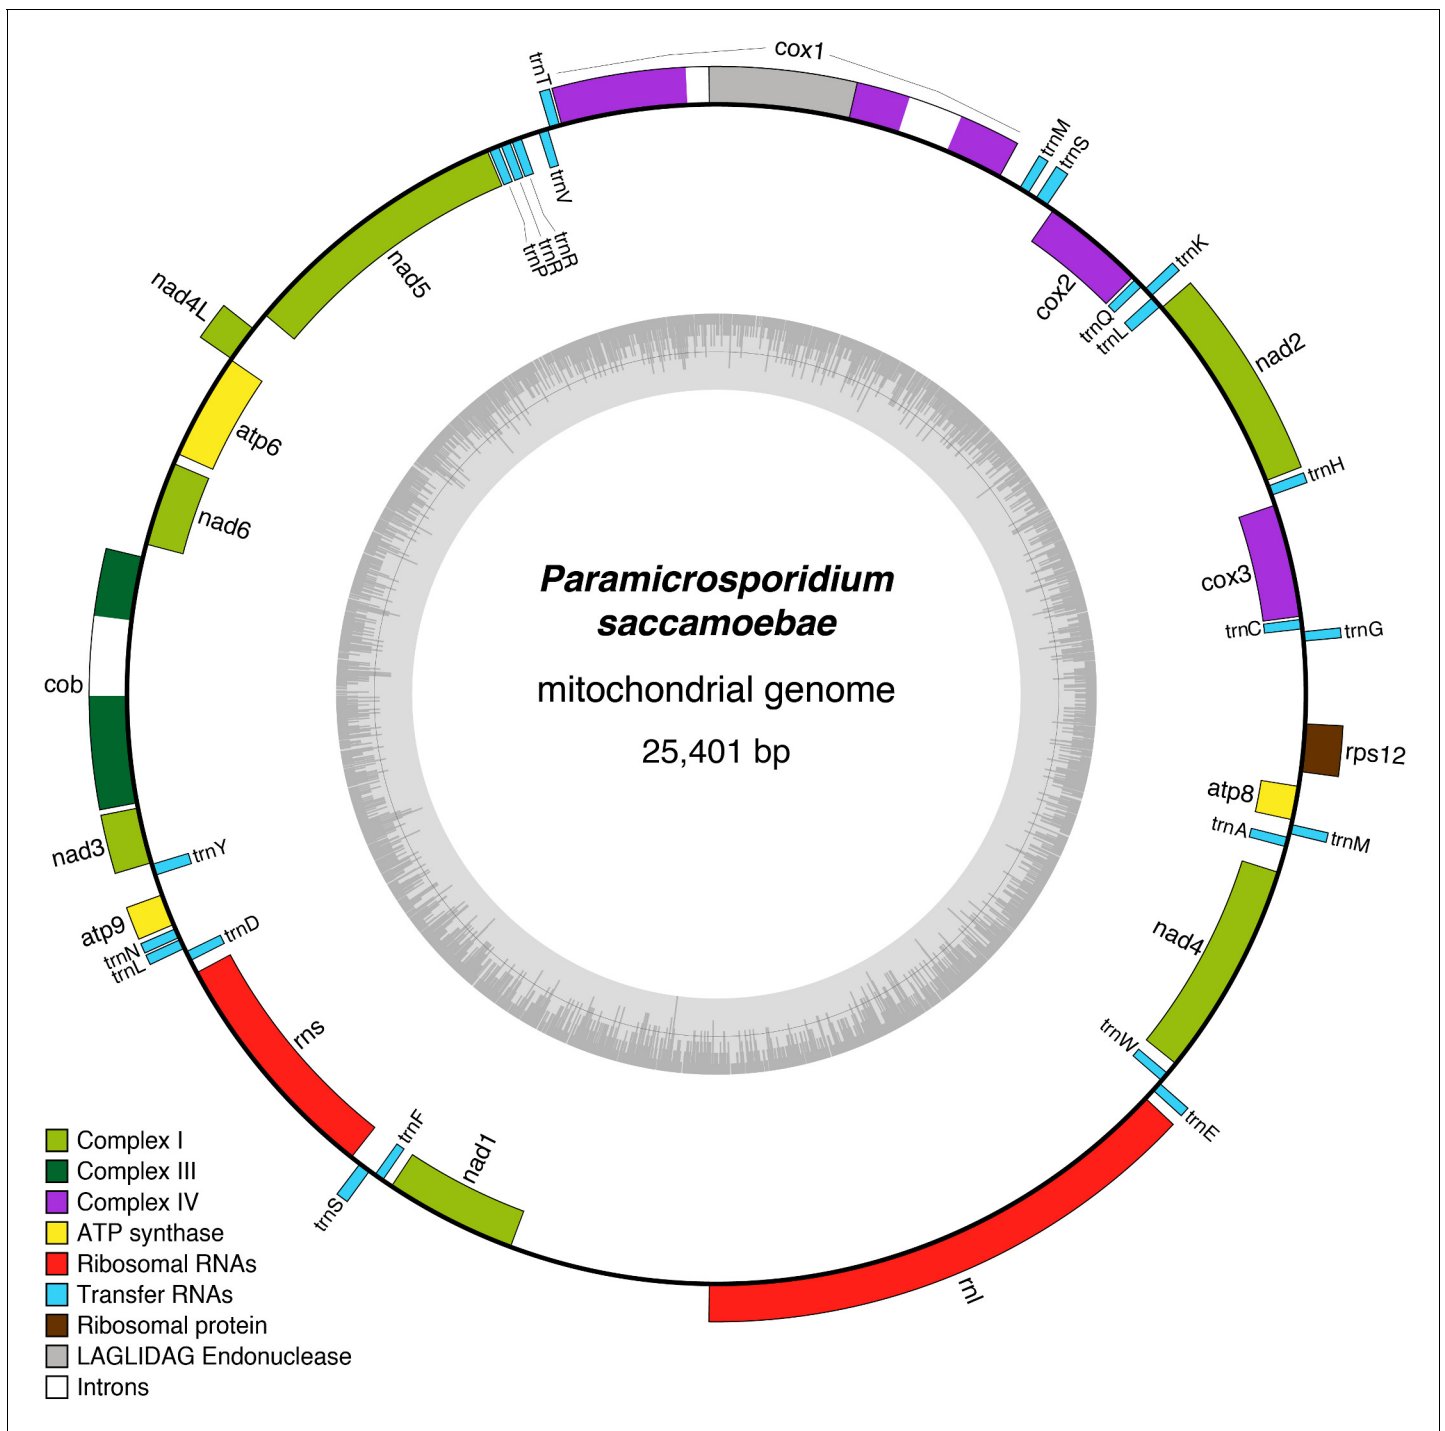 cox1
trnT
trnV
trnM
trnS
trnR
trnR
trnP
cox2
trnK
trnQ
trnL
nad2
nad5
nad4L
trnH
atp6
nad6
cox3
trnC
trnG
Paramicrosporidium
saccamoebae
mitochondrial genome
25,401 bp
cob
rps12
atp8
trnA
trnM
nad3
trnY
atp9
trnN
trnL
trnD
nad4
rns
trnW
trnE
trnF
trnS
nad1
rnl
Complex I
Complex III
Complex IV
ATP synthase
Ribosomal RNAs
Transfer RNAs
Ribosomal protein
LAGLIDAG Endonuclease
Introns